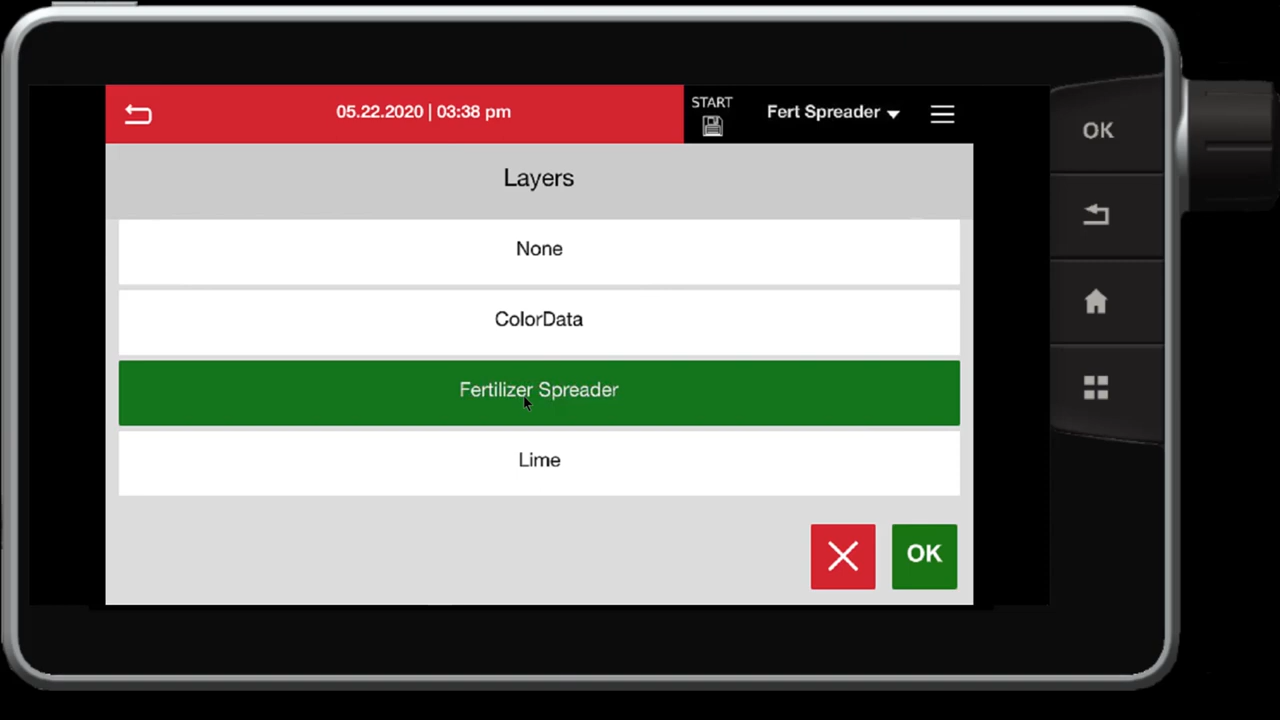 05.22.2020 | 03:38 pm
START
Fert Spreader
Layers
None
ColorData
Fertilizer Spreader
Lime
OK
OK